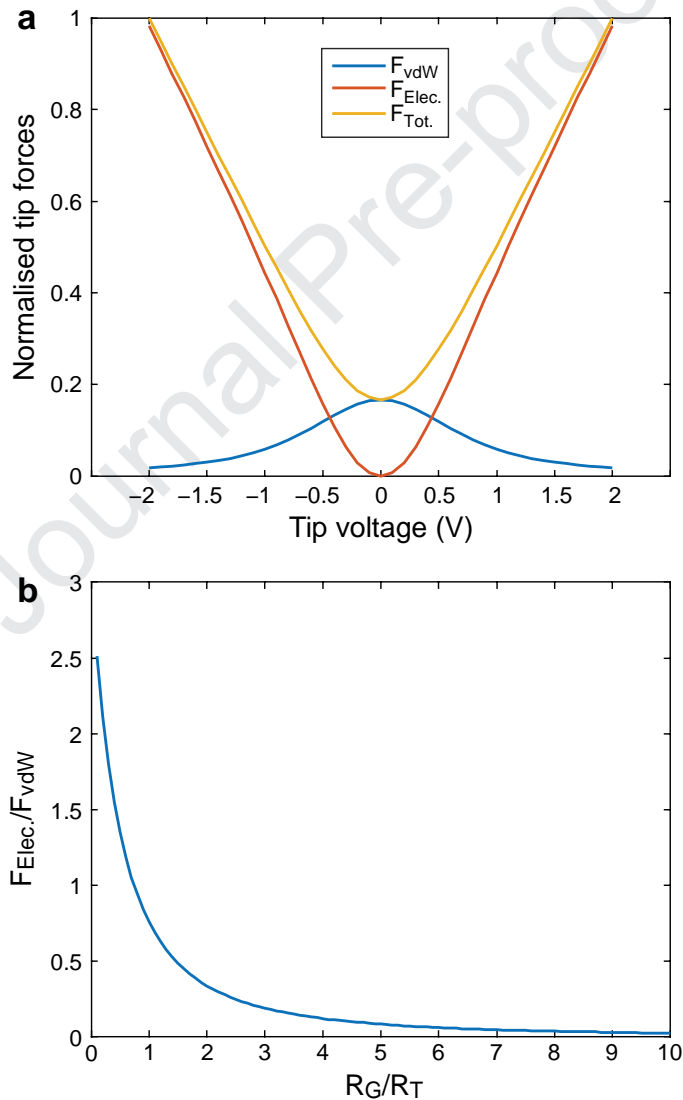 a
1
0.8
0.6
0.4
0.2
0
Normalised tip forces
F_vdW
F_Elec.
F_Tot.
−2 −1.5 −1 −0.5 0 0.5 1 1.5 2
Tip voltage (V)
Journal Pre-proo
b
3
2.5
2
1.5
1
0.5
0
F_Elec./F_vdW
0 1 2 3 4 5 6 7 8 9 10
R_G/R_T